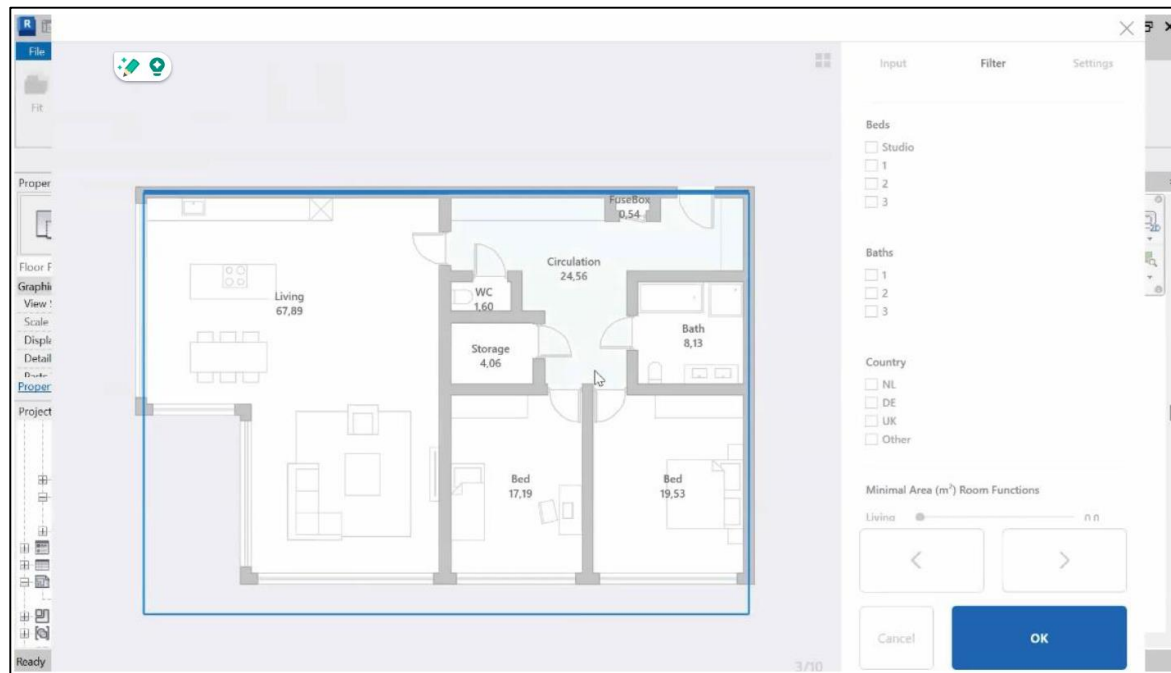 R
File
Fit
Proper
Floor P
Graphi
View
Scale
Displa
Detail
Proper
Project
Ready
FuseBox
0,54
Circulation
24,56
Living
67,89
WC
1,60
Storage
4,06
Bath
8,13
Bed
17,19
Bed
19,53
3/10
Input Filter Settings
Beds
Studio
1
2
3
Baths
1
2
3
Country
NL
DE
UK
Other
Minimal Area (m²) Room Functions
Living
Cancel OK